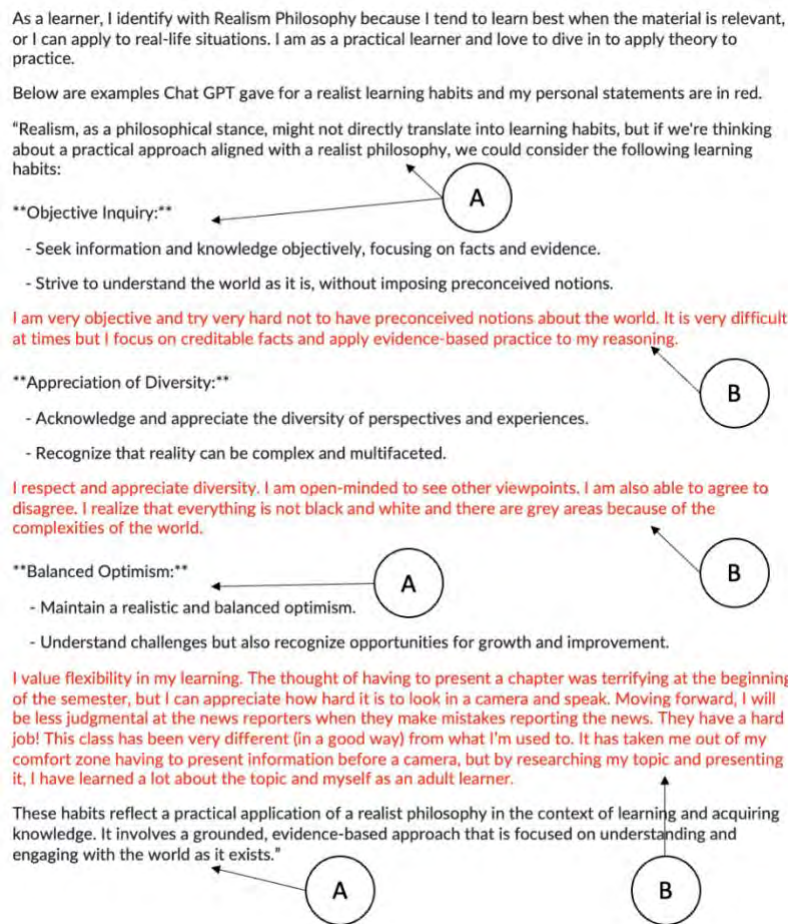 As a learner, I identify with Realism Philosophy because I tend to learn best when the material is relevant,
or I can apply to real-life situations. I am as a practical learner and love to dive in to apply theory to
practice.
Below are examples Chat GPT gave for a realist learning habits and my personal statements are in red.
"Realism, as a philosophical stance, might not directly translate into learning habits, but if we're thinking
about a practical approach aligned with a realist philosophy, we could consider the following learning
habits:
A
**Objective Inquiry:**
- Seek information and knowledge objectively, focusing on facts and evidence.
- Strive to understand the world as it is, without imposing preconceived notions.
I am very objective and try very hard not to have preconceived notions about the world. It is very difficult
at times but I focus on creditable facts and apply evidence-based practice to my reasoning.
**Appreciation of Diversity:**
B
- Acknowledge and appreciate the diversity of perspectives and experiences.
- Recognize that reality can be complex and multifaceted.
I respect and appreciate diversity. I am open-minded to see other viewpoints. I am also able to agree to
disagree. I realize that everything is not black and white and there are grey areas because of the
complexities of the world.
**Balanced Optimism:**
A
B
- Maintain a realistic and balanced optimism.
- Understand challenges but also recognize opportunities for growth and improvement.
I value flexibility in my learning. The thought of having to present a chapter was terrifying at the beginning
of the semester, but I can appreciate how hard it is to look in a camera and speak. Moving forward, I will
be less judgmental at the news reporters when they make mistakes reporting the news. They have a hard
job! This class has been very different (in a good way) from what I'm used to. It has taken me out of my
comfort zone having to present information before a camera, but by researching my topic and presenting
it, I have learned a lot about the topic and myself as an adult learner.
These habits reflect a practical application of a realist philosophy in the context of learning and acquiring
knowledge. It involves a grounded, evidence-based approach that is focused on understanding and
engaging with the world as it exists."
A
B